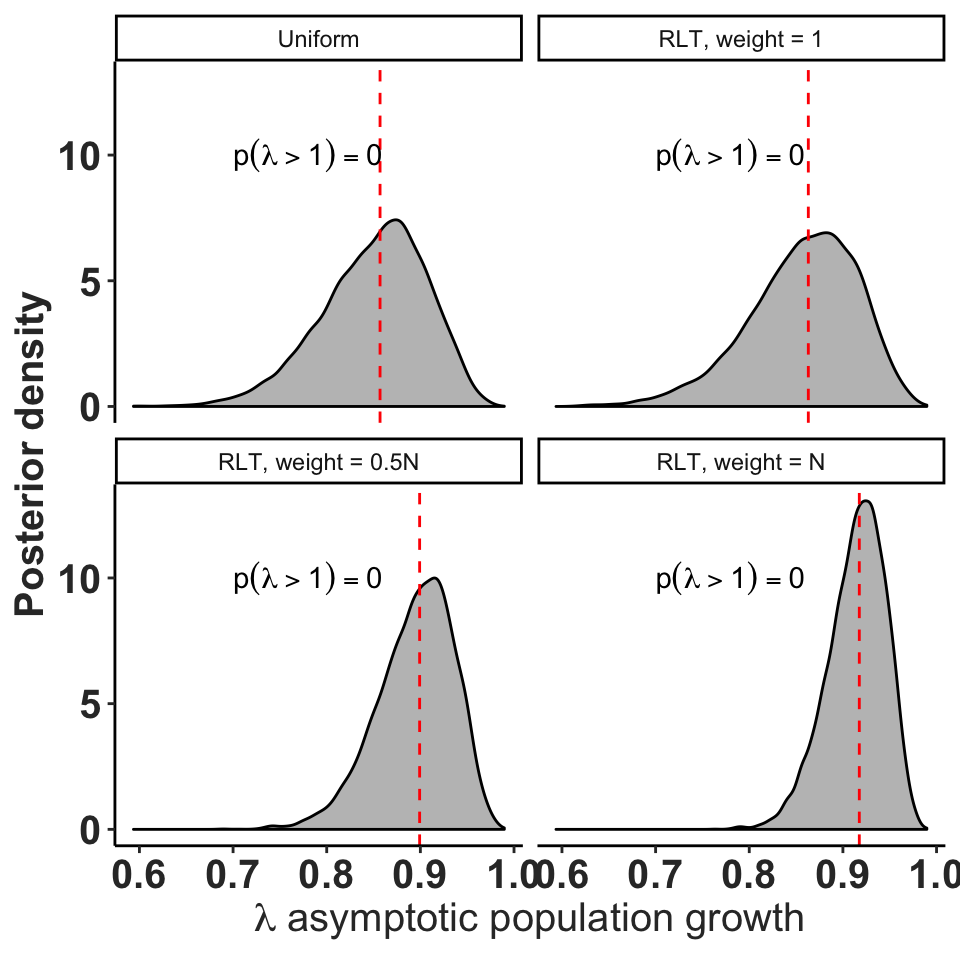 Uniform
RLT, weight = 1
p(λ > 1) = 0
p(λ > 1) = 0
10
5
0
RLT, weight = 0.5N
RLT, weight = N
p(λ > 1) = 0
p(λ > 1) = 0
10
5
0
0.6 0.7 0.8 0.9 1.0
0.6 0.7 0.8 0.9 1.0
Posterior density
λ asymptotic population growth